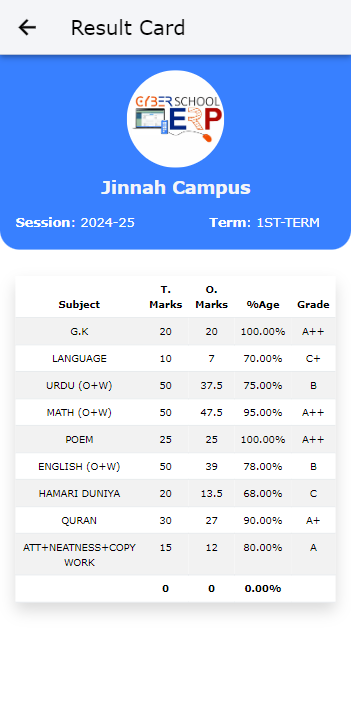 Result Card
CYBER SCHOOL
ERP
Jinnah Campus
Session: 2024-25 Term: 1ST-TERM
Subject T. Marks O. Marks %Age Grade
G.K 20 20 100.00% A++
LANGUAGE 10 7 70.00% C+
URDU (O+W) 50 37.5 75.00% B
MATH (O+W) 50 47.5 95.00% A++
POEM 25 25 100.00% A++
ENGLISH (O+W) 50 39 78.00% B
HAMARI DUNIYA 20 13.5 68.00% C
QURAN 30 27 90.00% A+
ATT+NEATNESS+COPY WORK 15 12 80.00% A
0 0 0.00%